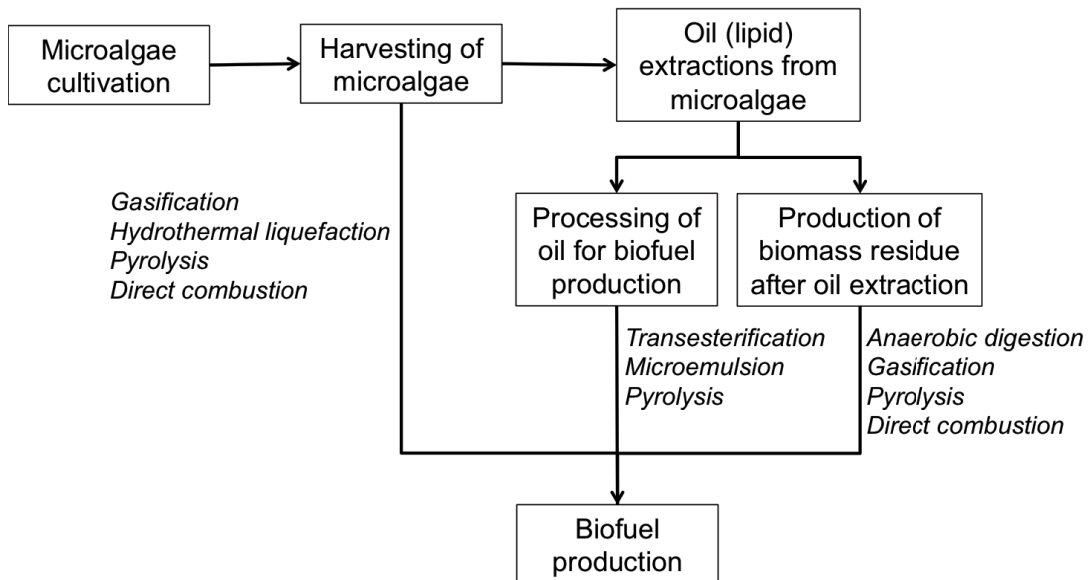 Microalgae
cultivation
Harvesting of
microalgae
Oil (lipid)
extractions from
microalgae
Gasification
Hydrothermal liquefaction
Pyrolysis
Direct combustion
Processing of
oil for biofuel
production
Production of
biomass residue
after oil extraction
Transesterification
Microemulsion
Pyrolysis
Anaerobic digestion
Gasification
Pyrolysis
Direct combustion
Biofuel
production